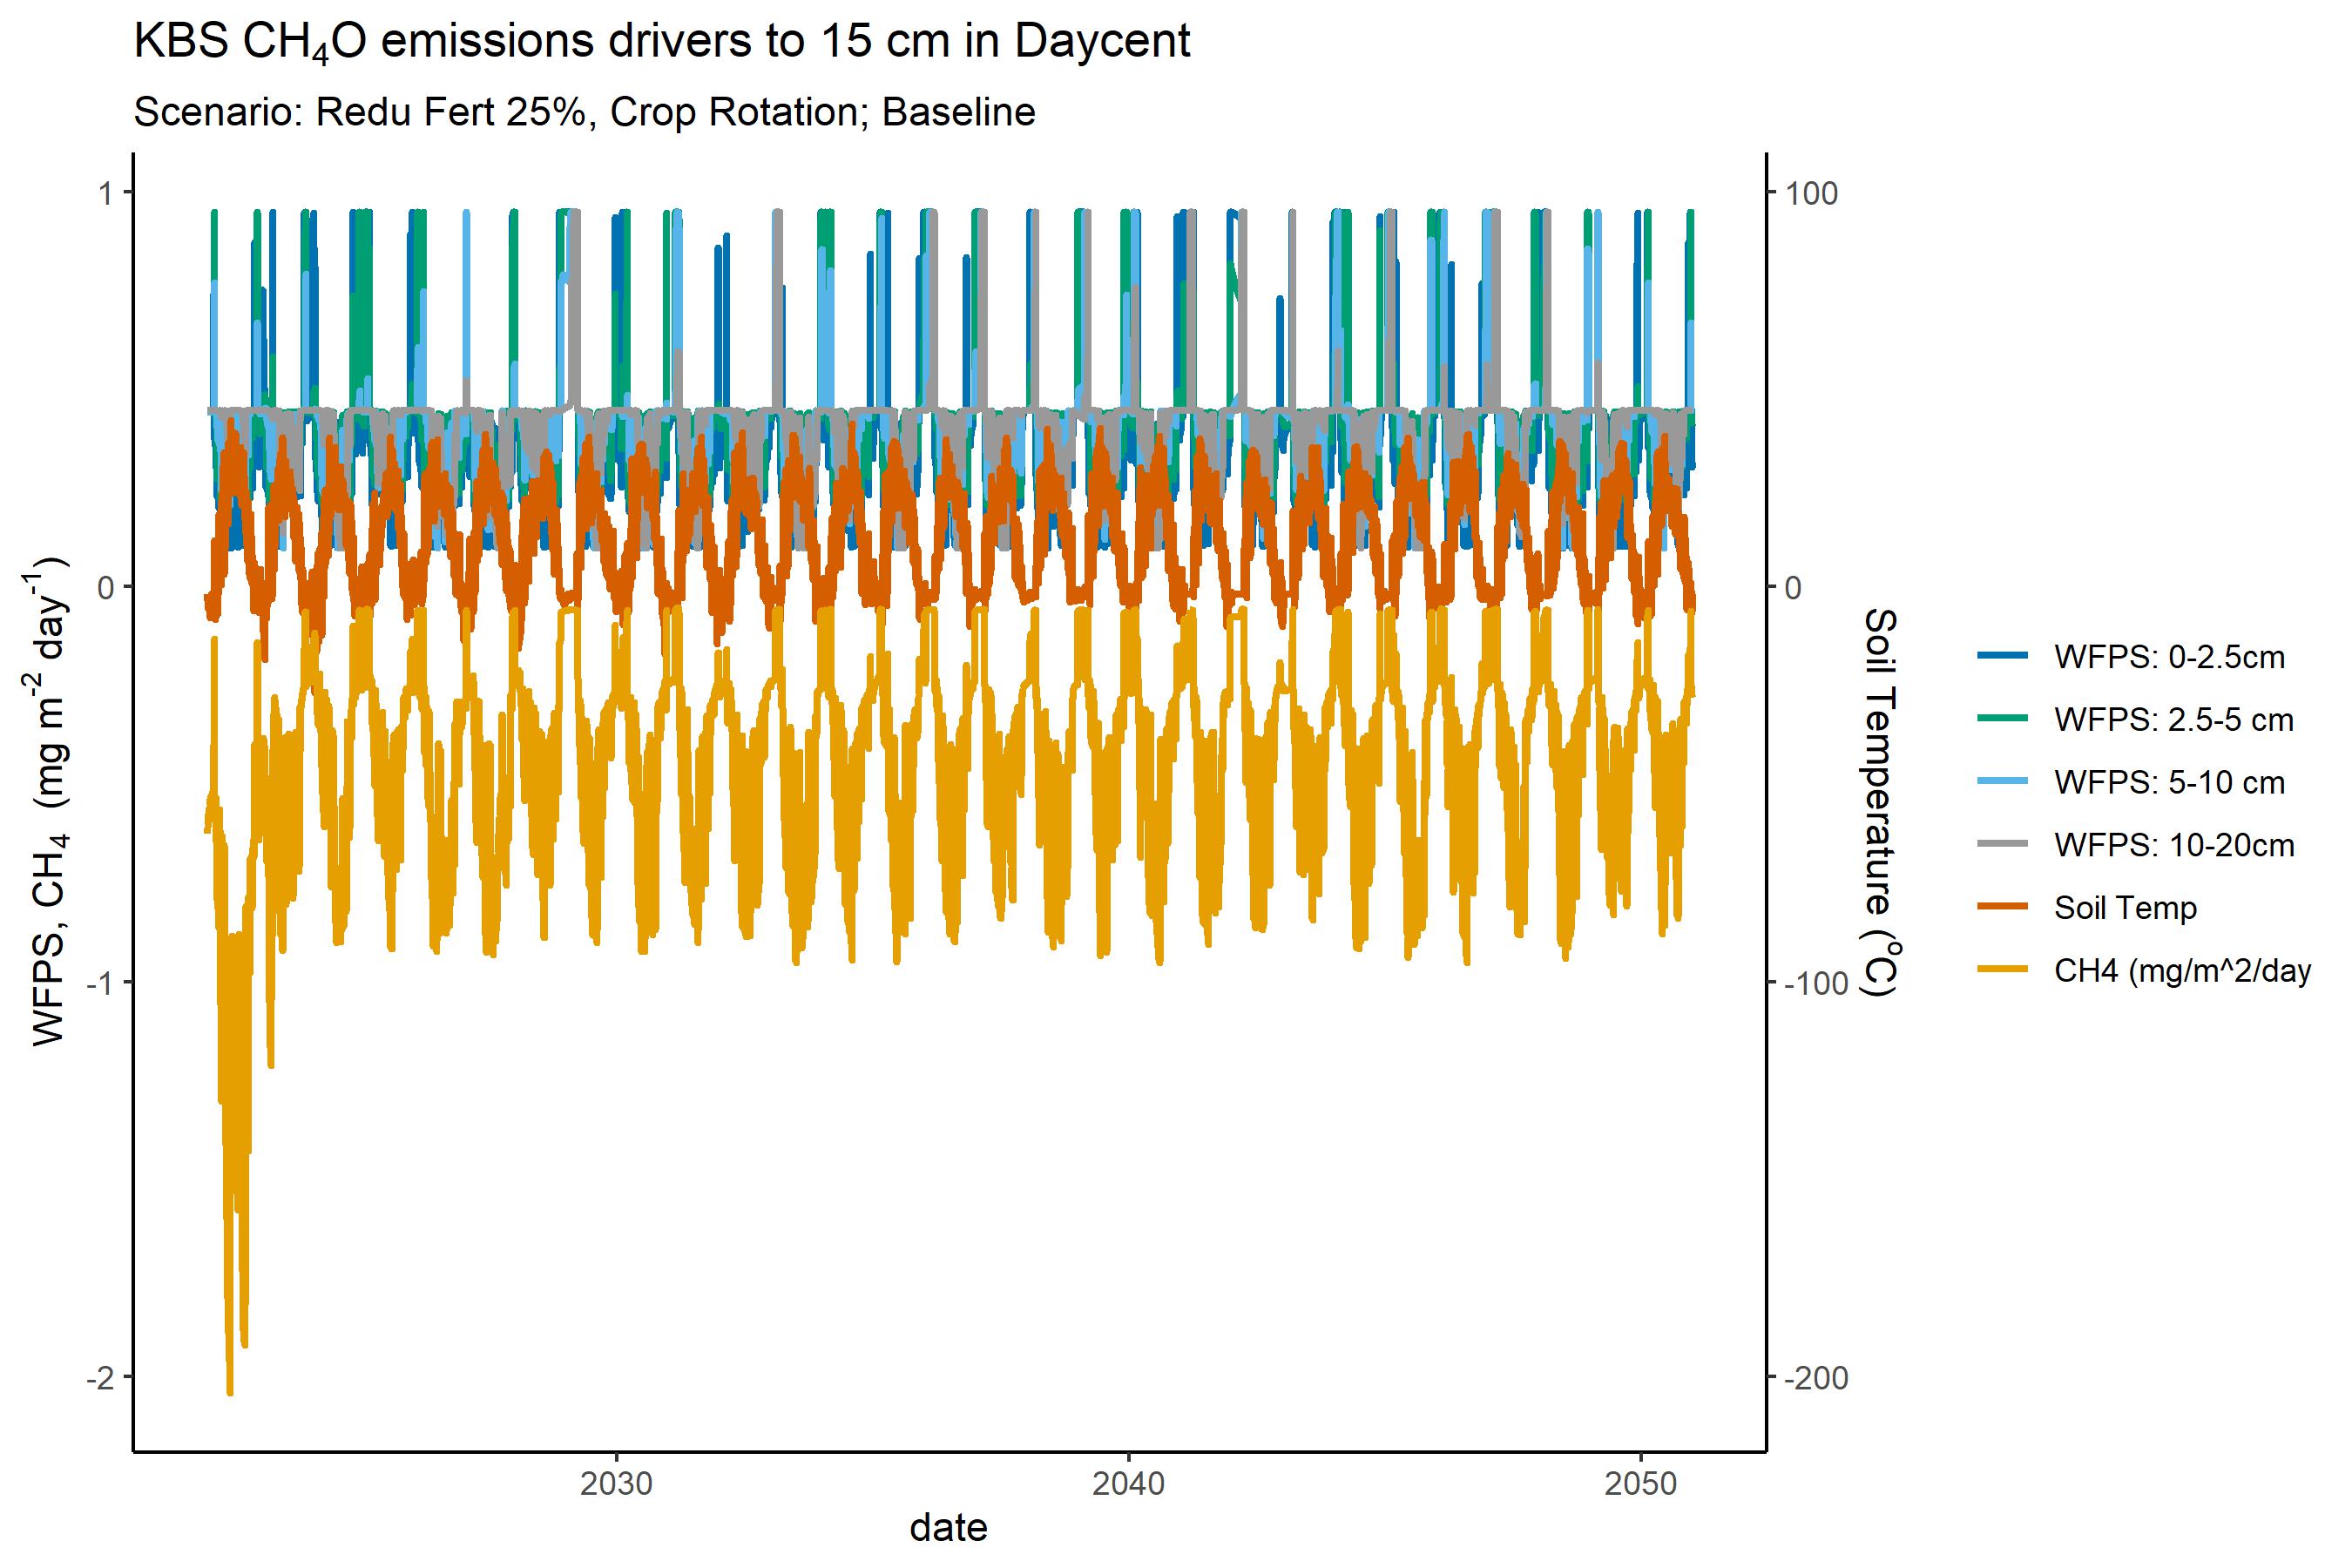 KBS CH₄O emissions drivers to 15 cm in Daycent
Scenario: Redu Fert 25%, Crop Rotation; Baseline
WFPS, CH₄ (mg m⁻² day⁻¹)
1
0
-1
-2
100
0
-100
-200
Soil Temperature (ᵒC)
2030
2040
2050
date
WFPS: 0-2.5cm
WFPS: 2.5-5 cm
WFPS: 5-10 cm
WFPS: 10-20cm
Soil Temp
CH4 (mg/m^2/day